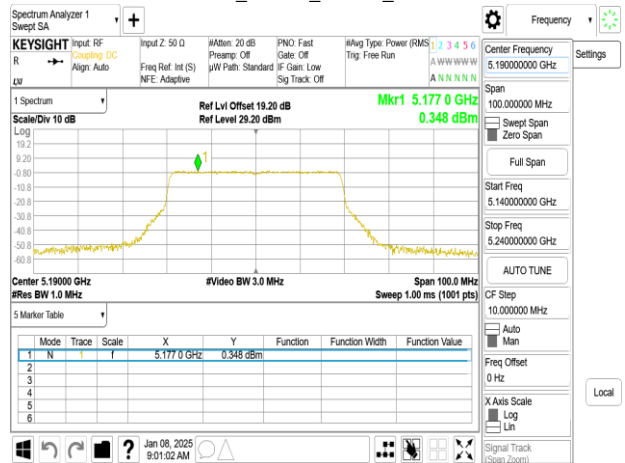 Spectrum Analyzer 1
Swept SA
Frequency
KEYSIGHT
R
Input: RF
Coupling: DC
Align: Auto
Input Z: 50 Ω
Freq Ref: Int (S)
NFE: Adaptive
#Atten: 20 dB
Preamp: Off
µW Path: Standard
PNO: Fast
Gate: Off
IF Gain: Low
Sig Track: Off
#Avg Type: Power (RMS
Trig: Free Run
1 2 3 4 5 6
A W W W W W
A N N N N N
Settings
Center Frequency
5.190000000 GHz
Span
100.000000 MHz
Swept Span
Zero Span
Full Span
Start Freq
5.140000000 GHz
Stop Freq
5.240000000 GHz
AUTO TUNE
CF Step
10.000000 MHz
Auto
Man
Freq Offset
0 Hz
X Axis Scale
Log
Lin
Signal Track
(Span Zoom)
Local
1 Spectrum
Scale/Div 10 dB
Ref Lvl Offset 19.20 dB
Ref Level 29.20 dBm
Mkr1 5.177 0 GHz
0.348 dBm
Log
19.2
9.20
-0.80
-10.8
-20.8
-30.8
-40.8
-50.8
-60.8
1
Center 5.19000 GHz
#Video BW 3.0 MHz
Span 100.0 MHz
#Res BW 1.0 MHz
Sweep 1.00 ms (1001 pts)
5 Marker Table
Mode Trace Scale X Y Function Function Width Function Value
1 N 1 f 5.177 0 GHz 0.348 dBm
2
3
4
5
6
?
Jan 08, 2025
9:01:02 AM